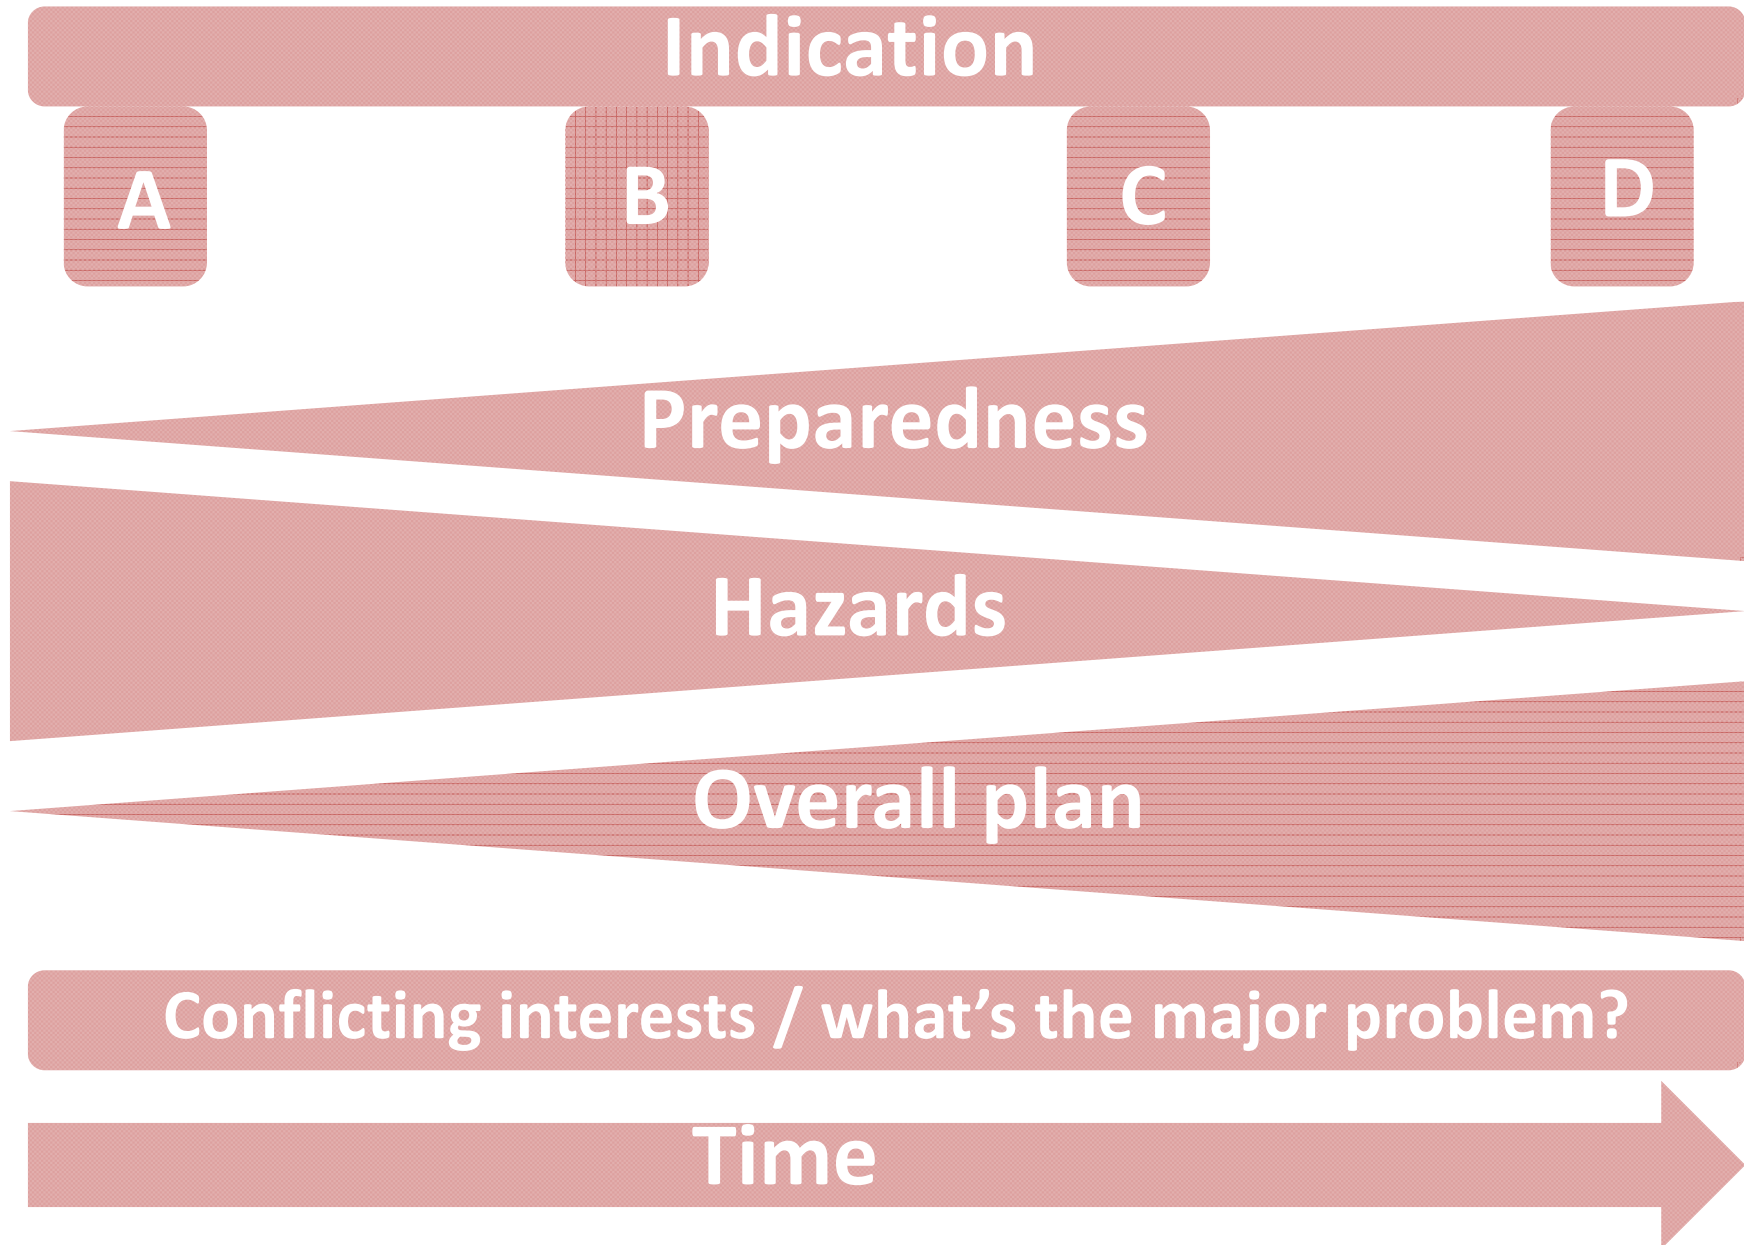 Indication
A
B
C
D
Preparedness
Hazards
Overall plan
Conflicting interests / what’s the major problem?
Time